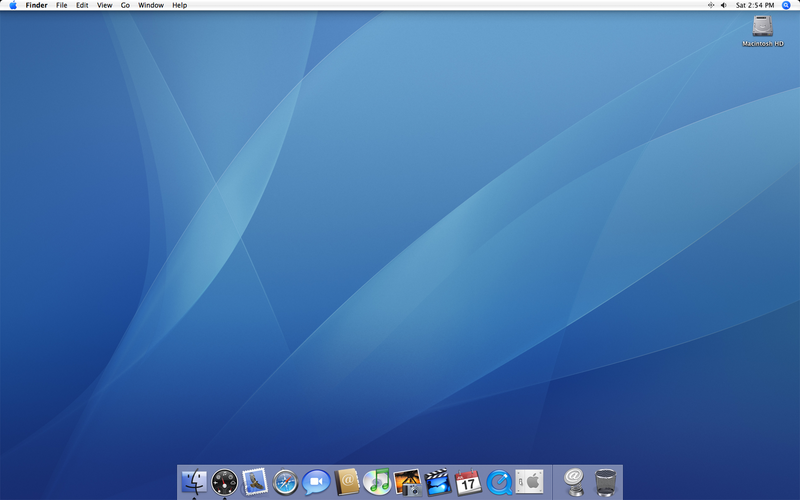 Finder File Edit View Go Window Help Sat 2:54 PM
Macintosh HD
@ 17 @